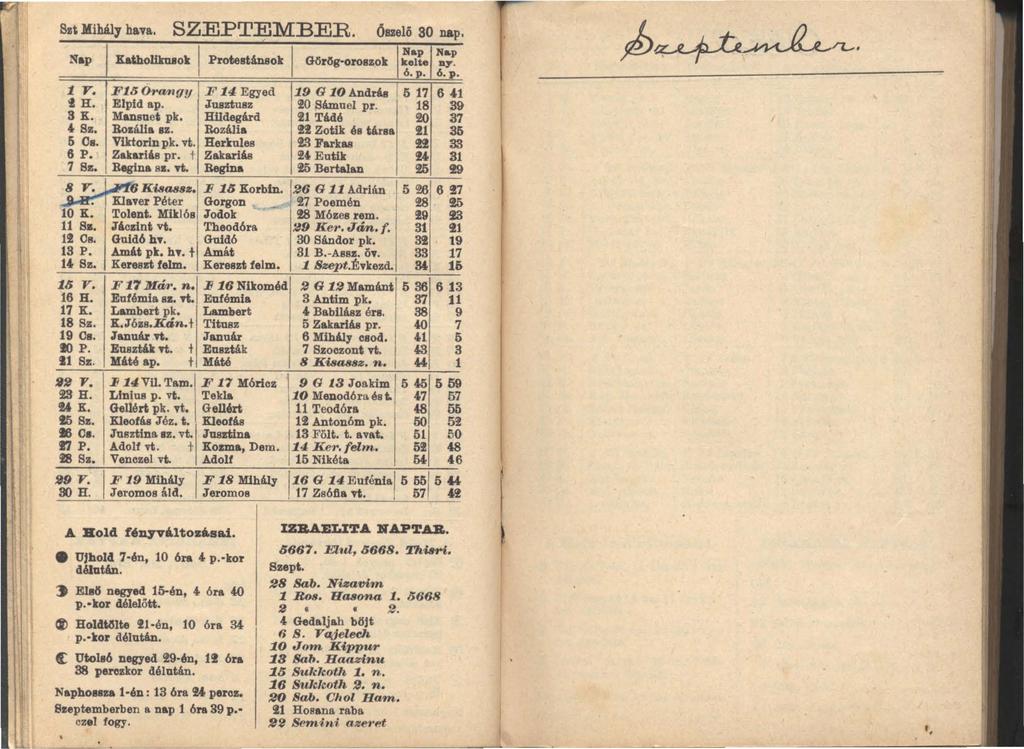 Szt Mihály hava. SZEPTEMBER. Őszelő 30 nap.
Nap | Katholikusok | Protestánsok | Görög-oroszok | Nap kelte ó. p. | Nap ny. ó. p.
1 V. F15 Őrangy F 14 Egyed 19 G 10 András 5 17 6 41
2 H. Elpid ap. Jusztusz 20 Sámuel pr. 18 39
3 K. Mansuet pk. Hildegárd 21 Tádé 20 37
4 Sz. Rozália sz. Rozália 22 Zotik és társa 21 35
5 Cs. Viktorin pk. vt. Herkules 23 Farkas 22 33
6 P. Zakariás pr. † Zakariás 24 Eutik 24 31
7 Sz. Regina sz. vt. Regina 25 Bertalan 25 29
8 V. F16 Kisassz. F 15 Korbin. 26 G 11 Adrián 5 26 6 27
9 H. Klaver Péter Gorgon 27 Poemén 28 25
10 K. Tolent. Miklós Jodok 28 Mózes rem. 29 23
11 Sz. Jáczint vt. Theodóra 29 Ker. Ján. f. 31 21
12 Cs. Guidó hv. Guidó 30 Sándor pk. 32 19
13 P. Amát pk. hv. † Amát 31 B.-Assz. öv. 33 17
14 Sz. Kereszt felm. Kereszt felm. 1 Szept. Évkezd. 34 15
15 V. F 17 Már. n. F 16 Nikoméd 2 G 12 Mamánt 5 36 6 13
16 H. Eufémia sz. vt. Eufémia 3 Antim pk. 37 11
17 K. Lambert pk. Lambert 4 Babilász érs. 38 9
18 Sz. K.Józs. Kán. † Titusz 5 Zakariás pr. 40 7
19 Cs. Január vt. Január 6 Mihály csod. 41 5
20 P. Euszták vt. † Euszták 7 Szoczont vt. 43 3
21 Sz. Máté ap. † Máté 8 Kisassz. n. 44 1
22 V. F 14 Vil. Tam. F 17 Móricz 9 G 13 Joakim 5 45 5 59
23 H. Linius p. vt. Tekla 10 Menodóra és t. 47 57
24 K. Gellért pk. vt. Gellért 11 Teodóra 48 55
25 Sz. Kleofás Jéz. t. Kleofás 12 Antonóm pk. 50 52
26 Cs. Jusztina sz. vt. Jusztina 13 Fölt. t. avat. 51 50
27 P. Adolf vt. † Kozma, Dem. 14 Ker. felm. 52 48
28 Sz. Venczel vt. Adolf 15 Nikéta 54 46
29 V. F 19 Mihály F 18 Mihály 16 G 14 Eufénia 5 55 5 44
30 H. Jeromos áld. Jeromos 17 Zsófia vt. 57 42
A Hold fényváltozásai.
Ujhold 7-én, 10 óra 4 p.-kor
délután.
Első negyed 15-én, 4 óra 40
p.-kor délelőtt.
Holdtölte 21-én, 10 óra 34
p.-kor délután.
Utolsó negyed 29-én, 12 óra
38 perczkor délután.
Naphossza 1-én: 13 óra 24 percz.
Szeptemberben a nap 1 óra 39 p.-
czel fogy.
IZRAELITA NAPTAR.
5667. Elul, 5668. Thisri.
Szept.
28 Sab. Nizavim
1 Ros. Hasona 1. 5668
2 « « 2.
4 Gedaljah böjt
6 S. Vajelech
10 Jom Kippur
13 Sab. Haazinu
15 Sukkoth 1. n.
16 Sukkoth 2. n.
20 Sab. Chol Ham.
21 Hosana raba
22 Semini azeret
Szeptember.